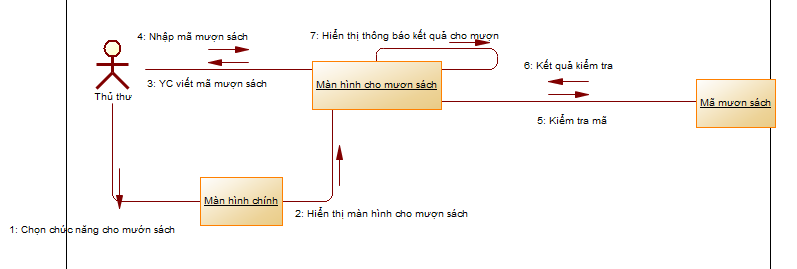 4: Nhập mã mượn sách
7: Hiển thị thông báo kết quả cho mượn
6: Kết quả kiểm tra
3: YC viết mã mượn sách
Màn hình cho mượn sách
Thủ thư
Mã mươn sách
5: Kiểm tra mã
Màn hình chính
2: Hiển thị màn hình cho mượn sách
1: Chọn chức năng cho mướn sách